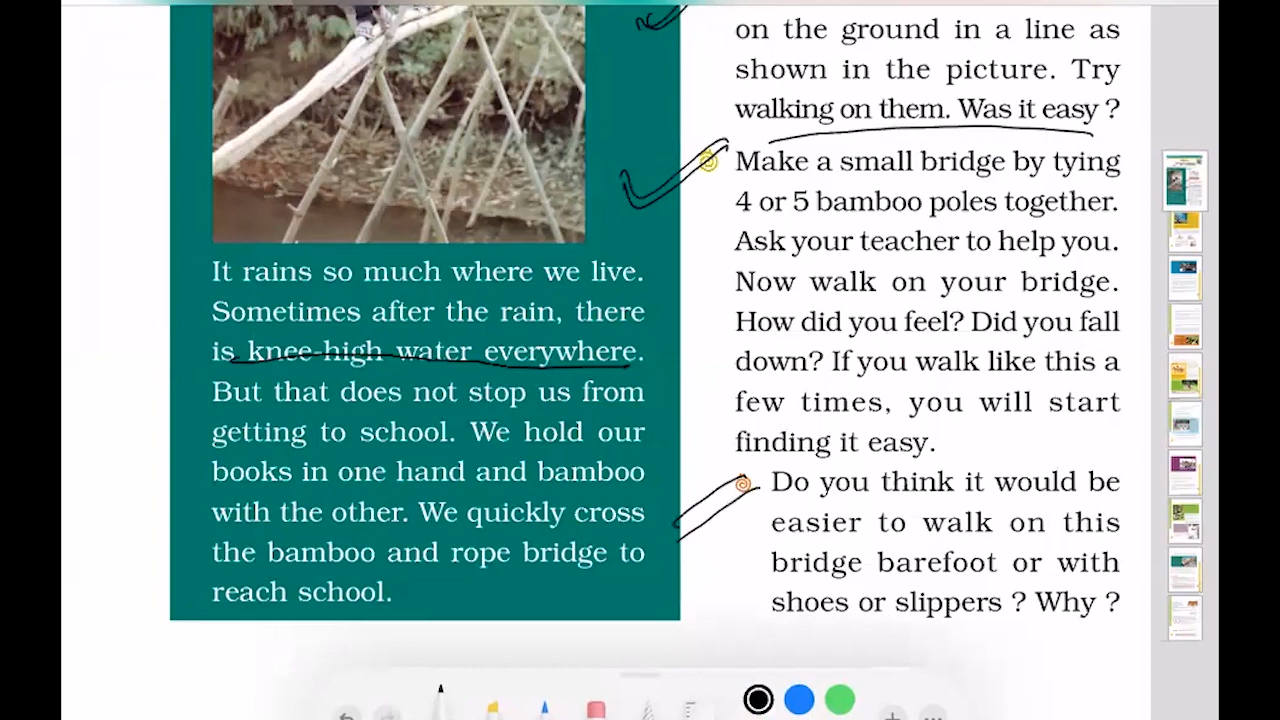 It rains so much where we live.
Sometimes after the rain, there
is knee-high water everywhere.
But that does not stop us from
getting to school. We hold our
books in one hand and bamboo
with the other. We quickly cross
the bamboo and rope bridge to
reach school.
on the ground in a line as
shown in the picture. Try
walking on them. Was it easy ?
Make a small bridge by tying
4 or 5 bamboo poles together.
Ask your teacher to help you.
Now walk on your bridge.
How did you feel? Did you fall
down? If you walk like this a
few times, you will start
finding it easy.
Do you think it would be
easier to walk on this
bridge barefoot or with
shoes or slippers ? Why ?